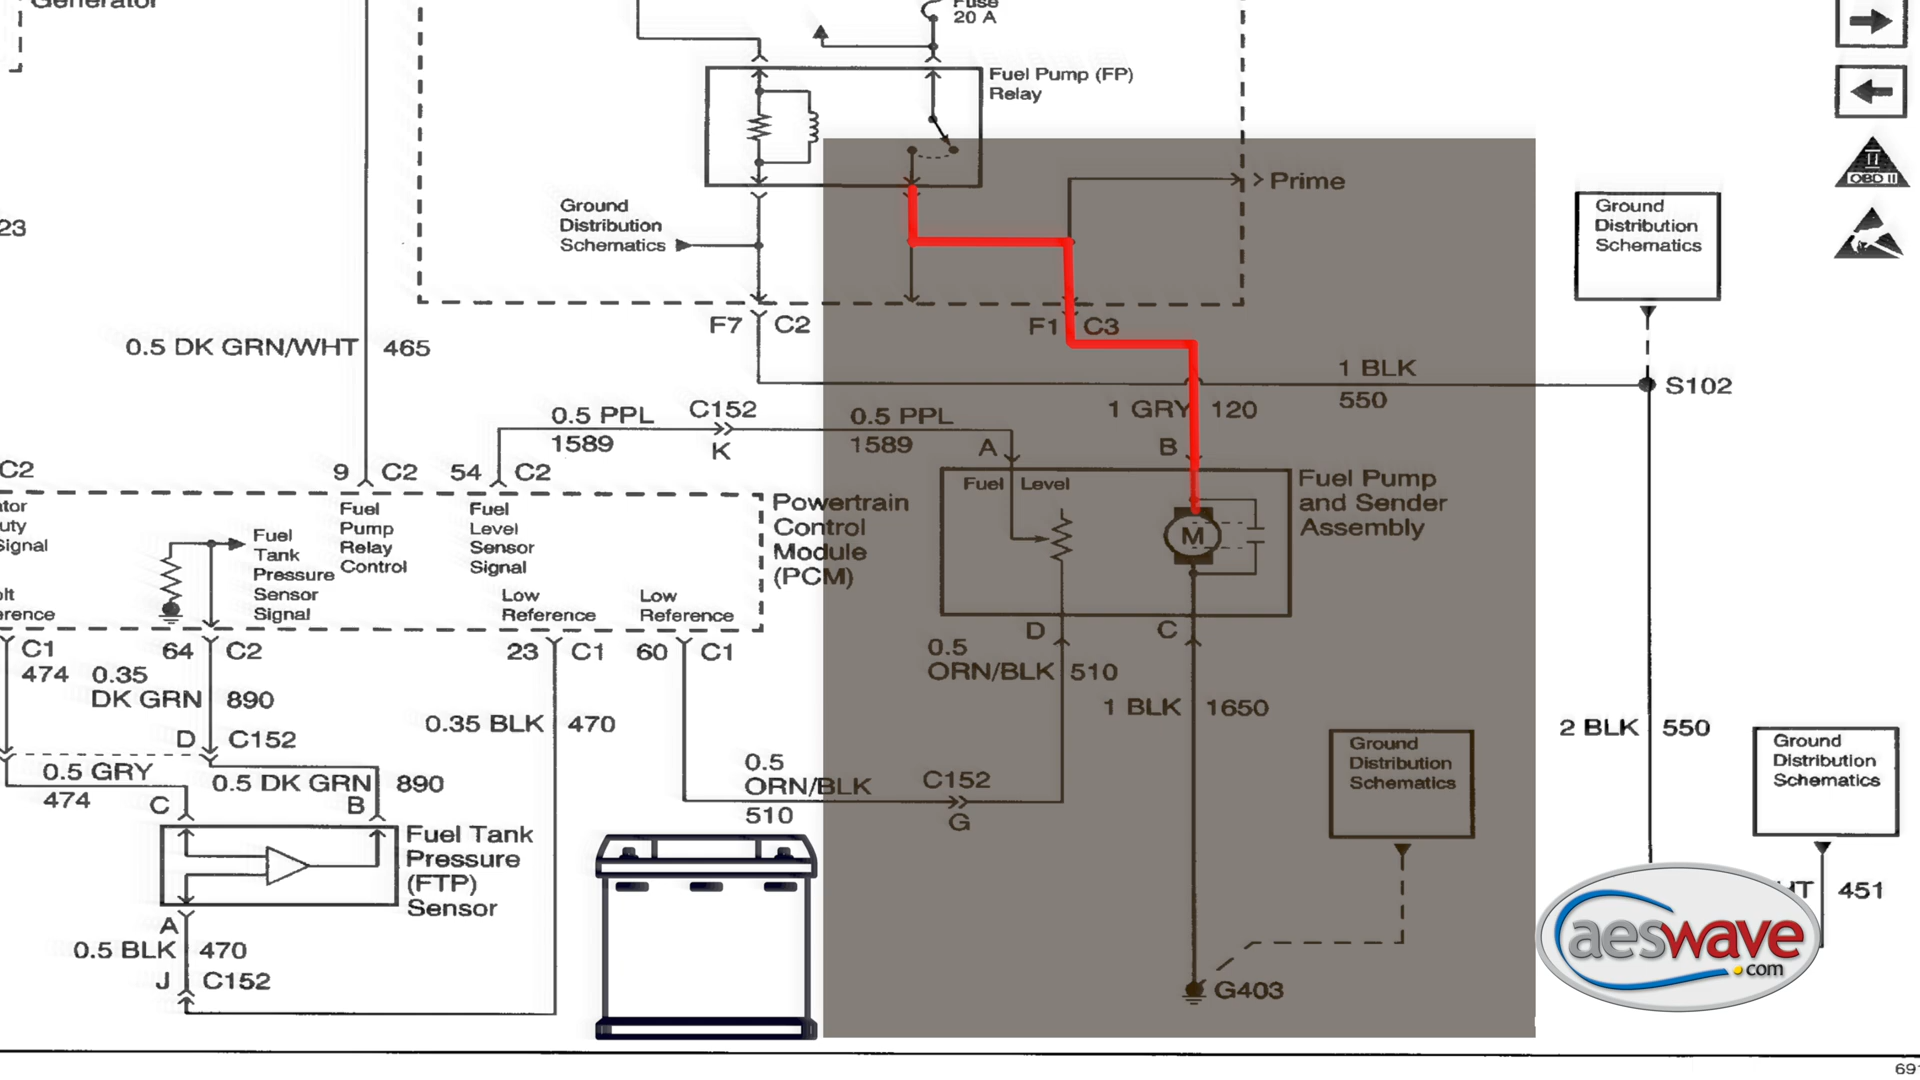 Generator
Fuse
20 A
Fuel Pump (FP)
Relay
Prime
OBD II
II
Ground
Distribution
Schematics
Ground
Distribution
Schematics
23
F7 C2
F1 C3
0.5 DK GRN/WHT 465
1 BLK
550
S102
0.5 PPL
1589
C152
K
0.5 PPL
1589
1 GRY 120
A
B
C2
9 C2
54 C2
Fuel Level
Fuel Pump
and Sender
Assembly
M
Signal
Fuel
Tank
Pressure
Sensor
Signal
Fuel
Pump
Relay
Control
Fuel
Level
Sensor
Signal
Low
Reference
Low
Reference
Powertrain
Control
Module
(PCM)
C1
474
64 C2
23 C1
60 C1
D
C
0.5
ORN/BLK 510
0.35
DK GRN 890
0.35 BLK 470
1 BLK 1650
2 BLK 550
D C152
0.5 GRY
474
0.5 DK GRN 890
C
B
0.5
ORN/BLK
510
C152
G
Ground
Distribution
Schematics
Ground
Distribution
Schematics
Fuel Tank
Pressure
(FTP)
Sensor
A
0.5 BLK 470
J C152
G403
451
aeswave
.com